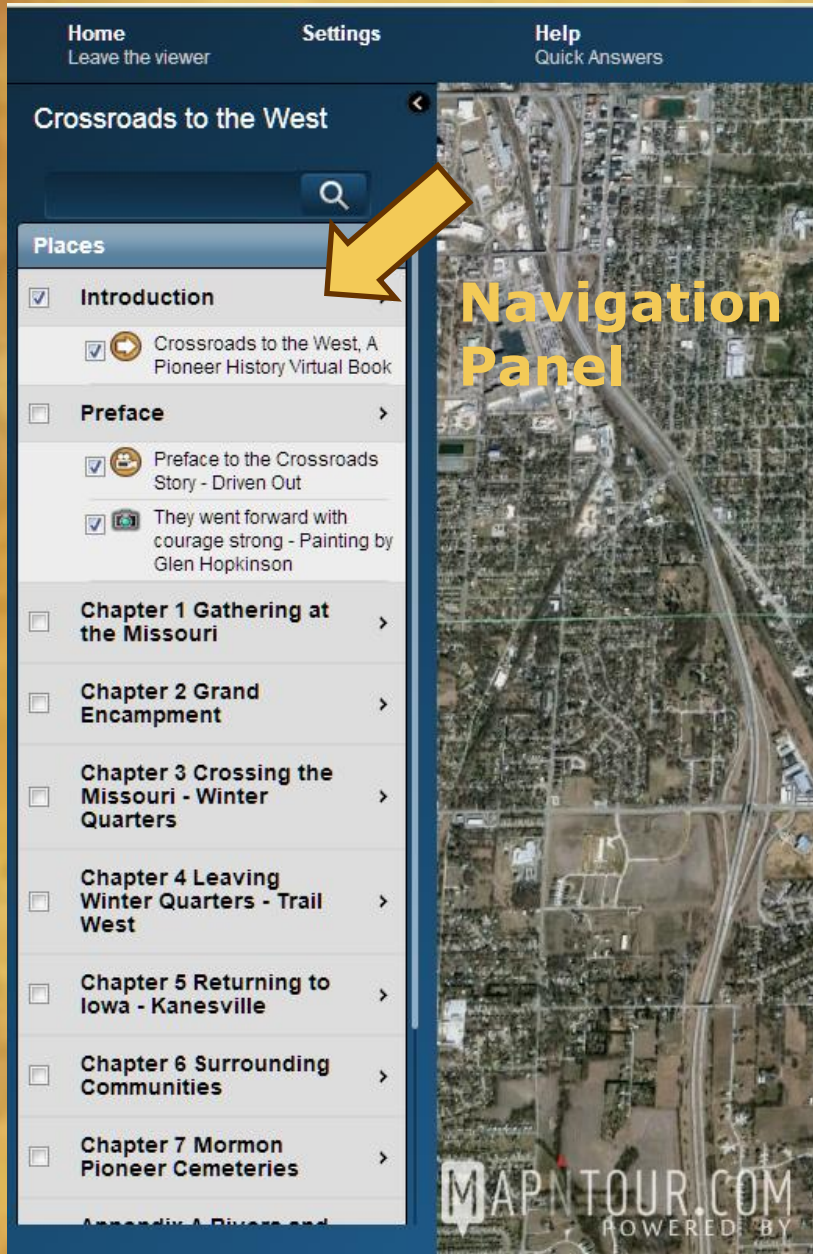 Home
Settings
Help
Leave the viewer
Quick Answers
Crossroads to the West
Places
Introduction
Crossroads to the West, A
Pioneer History Virtual Book
Preface
Preface to the Crossroads
Story - Driven Out
They went forward with
courage strong - Painting by
Glen Hopkinson
Chapter 1 Gathering at
the Missouri
Chapter 2 Grand
Encampment
Chapter 3 Crossing the
Missouri - Winter
Quarters
Chapter 4 Leaving
Winter Quarters - Trail
West
Chapter 5 Returning to
Iowa - Kanesville
Chapter 6 Surrounding
Communities
Chapter 7 Mormon
Pioneer Cemeteries
Appendix A Rivers and
Navigation
Panel
MAPNTOUR.COM
POWERED BY